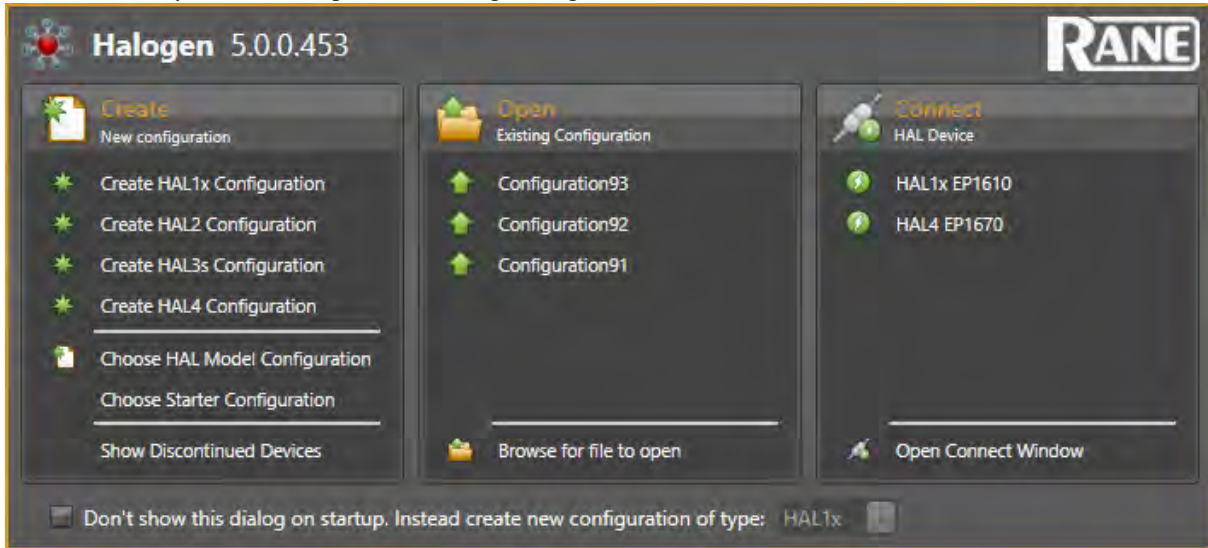 Halogen 5.0.0.453
RANE
Create
New configuration
Create HAL1x Configuration
Create HAL2 Configuration
Create HAL3s Configuration
Create HAL4 Configuration
Choose HAL Model Configuration
Choose Starter Configuration
Show Discontinued Devices
Open
Existing Configuration
Configuration93
Configuration92
Configuration91
Browse for file to open
Connect
HAL Device
HAL1x EP1610
HAL4 EP1670
Open Connect Window
Don't show this dialog on startup. Instead create new configuration of type: HAL1x